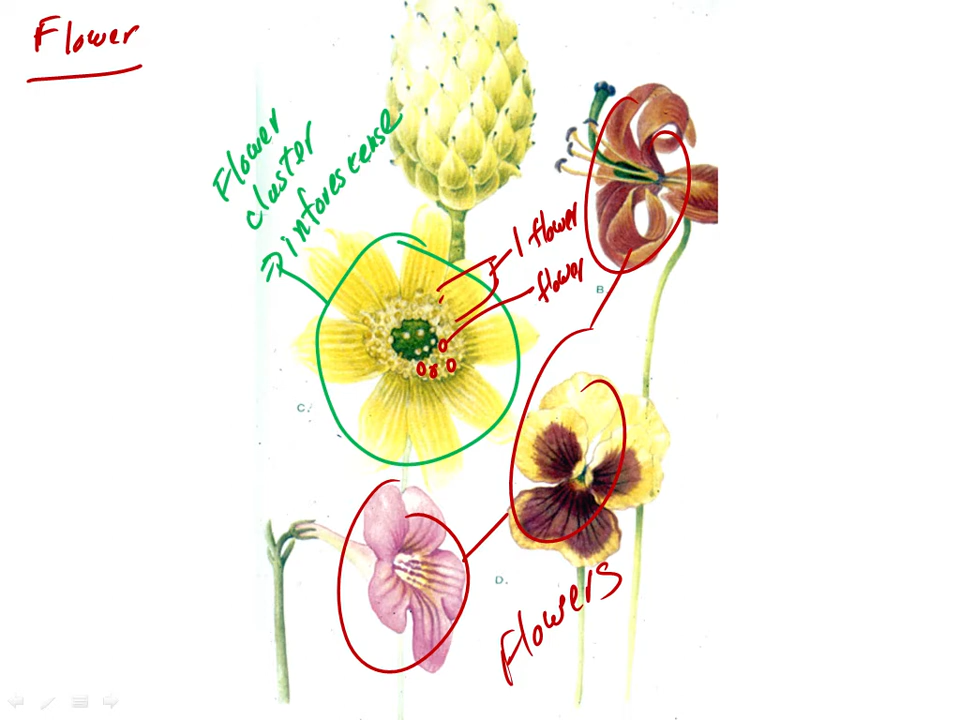 Flower
Flower
cluster
⇒ inforescense
1 flower
flower
B
C.
D.
Flowers